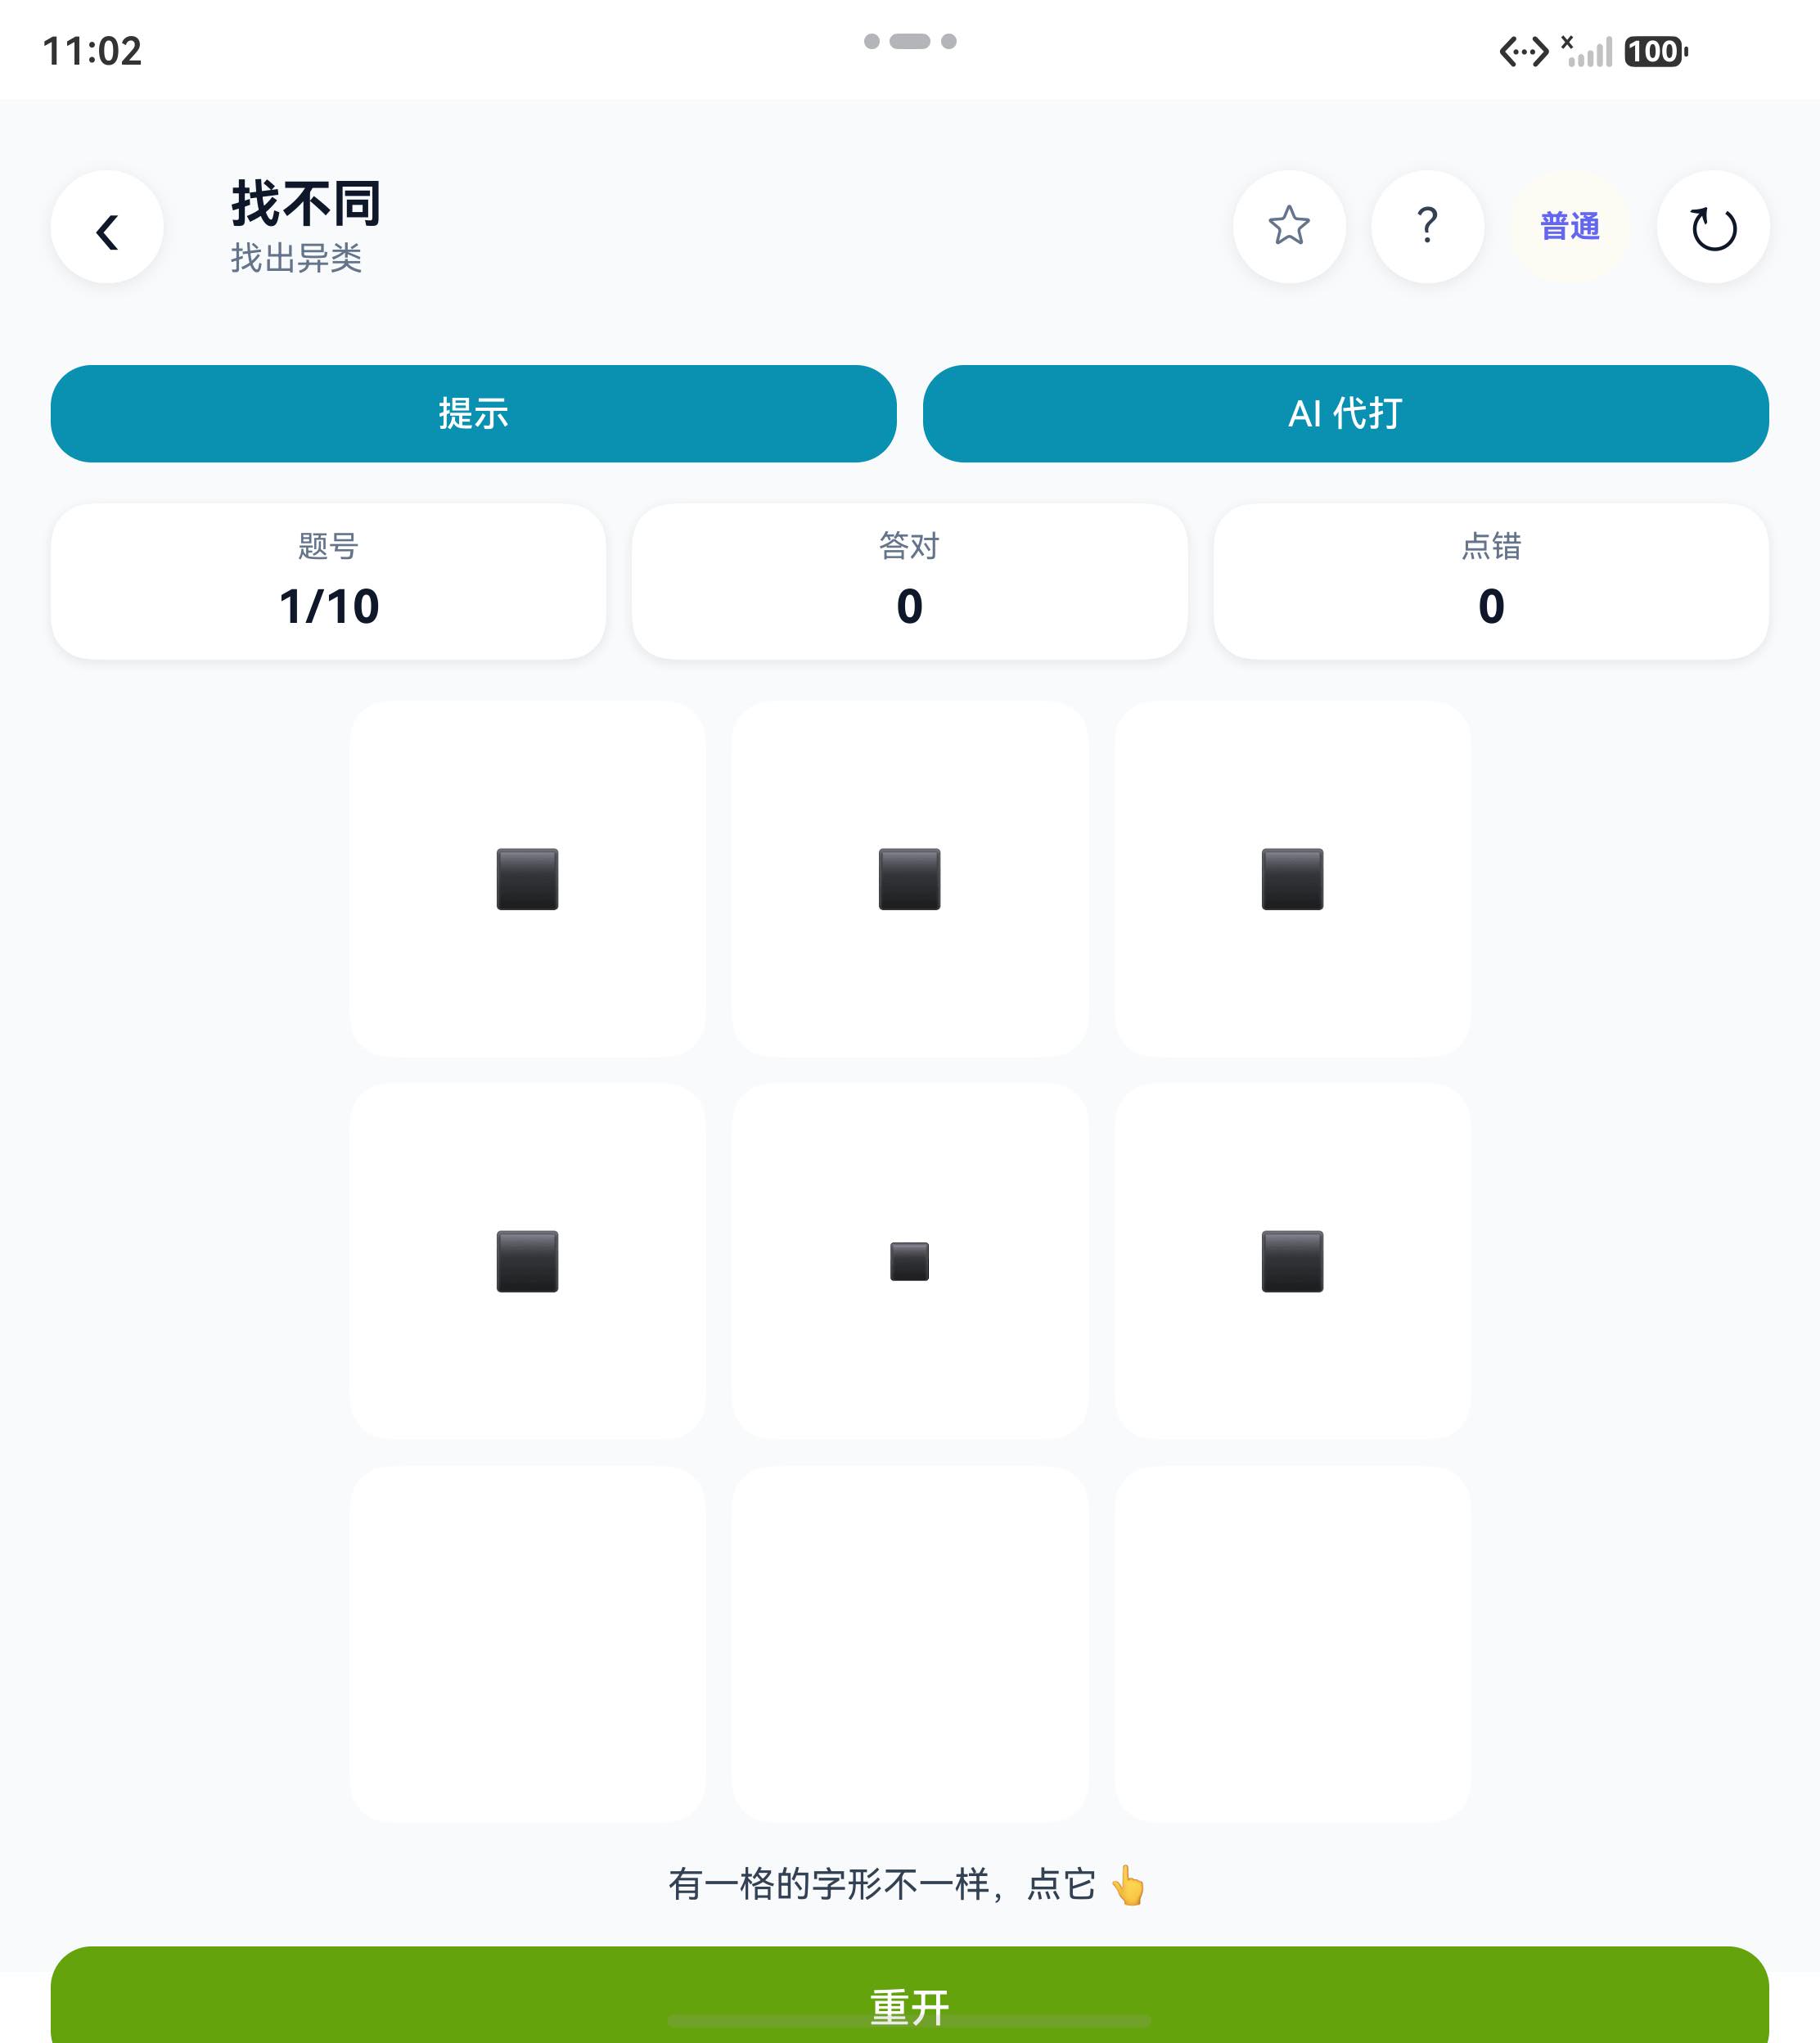 11:02
100
找不同
找出异类
?
普通
提示
AI 代打
题号
答对
点错
1/10
0
0
有一格的字形不一样，点它 👆
重开